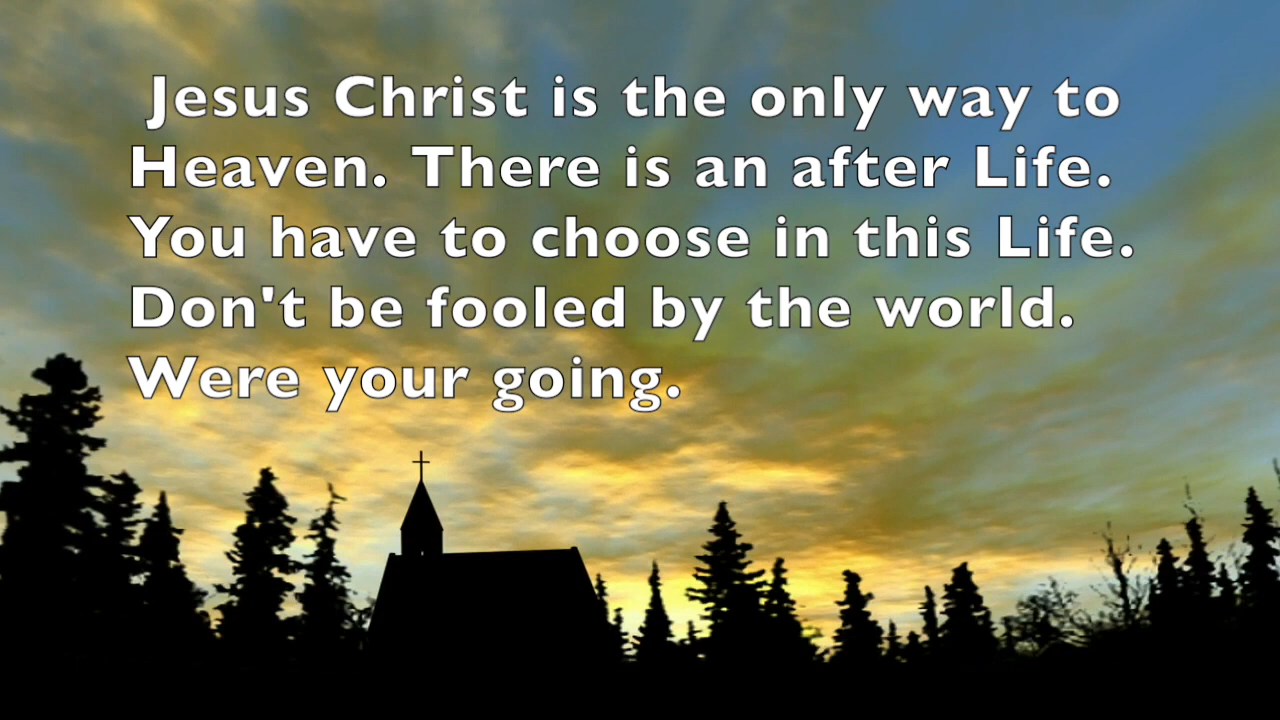 Jesus Christ is the only way to
Heaven. There is an after Life.
You have to choose in this Life.
Don't be fooled by the world.
Were your going.